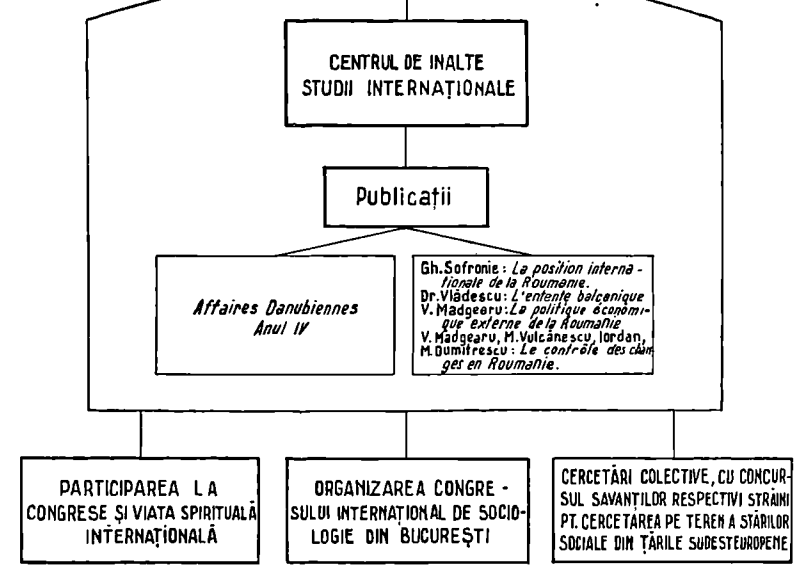 CENTRUL DE INALTE
STUDII INTERNAȚIONALE
Publicații
Affaires Danubiennes
Anul IV
Gh.Sofronie: La position interna-
tionale de la Roumanie.
Dr.Vlădescu: L'entente balcanique
V. Madgearu: La politique économi-
que externe de la Roumanie
V. Madgearu, M.Vulcănescu, Iordan,
M.Dumitrescu: Le contrôle des chan
ges en Roumanie.
PARTICIPAREA LA
CONGRESE ȘI VIATA SPIRITUALĂ
INTERNAȚIONALĂ
ORGANIZAREA CONGRE-
SULUI INTERNAȚIONAL DE SOCIO-
LOGIE DIN BUCUREȘTI
CERCETĂRI COLECTIVE, CU CONCUR-
SUL SAVANȚILOR RESPECTIVI STRĂINI
PT. CERCETAREA PE TEREN A STĂRILOR
SOCIALE DIN ȚĂRILE SUDESTEUROPENE